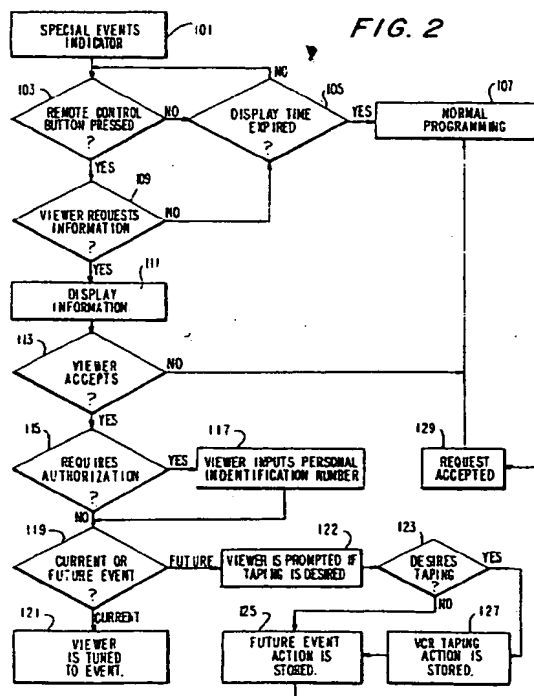 FIG. 2
SPECIAL EVENTS
INDICATOR
101
NO
103
REMOTE CONTROL
BUTTON PRESSED
?
NO
105
DISPLAY TIME
EXPIRED
?
YES
107
NORMAL
PROGRAMMING
YES
109
VIEWER REQUESTS
INFORMATION
?
NO
YES
111
DISPLAY
INFORMATION
113
VIEWER
ACCEPTS
?
NO
YES
115
REQUIRES
AUTHORIZATION
?
YES
117
VIEWER INPUTS PERSONAL
INDENTIFICATION NUMBER
129
REQUEST
ACCEPTED
NO
119
CURRENT OR
FUTURE EVENT
?
FUTURE
122
VIEWER IS PROMPTED IF
TAPING IS DESIRED
123
DESIRES
TAPING
?
YES
NO
CURRENT
121
VIEWER
IS TUNED
TO EVENT.
125
FUTURE EVENT
ACTION IS
STORED.
127
VCR TAPING
ACTION IS
STORED.